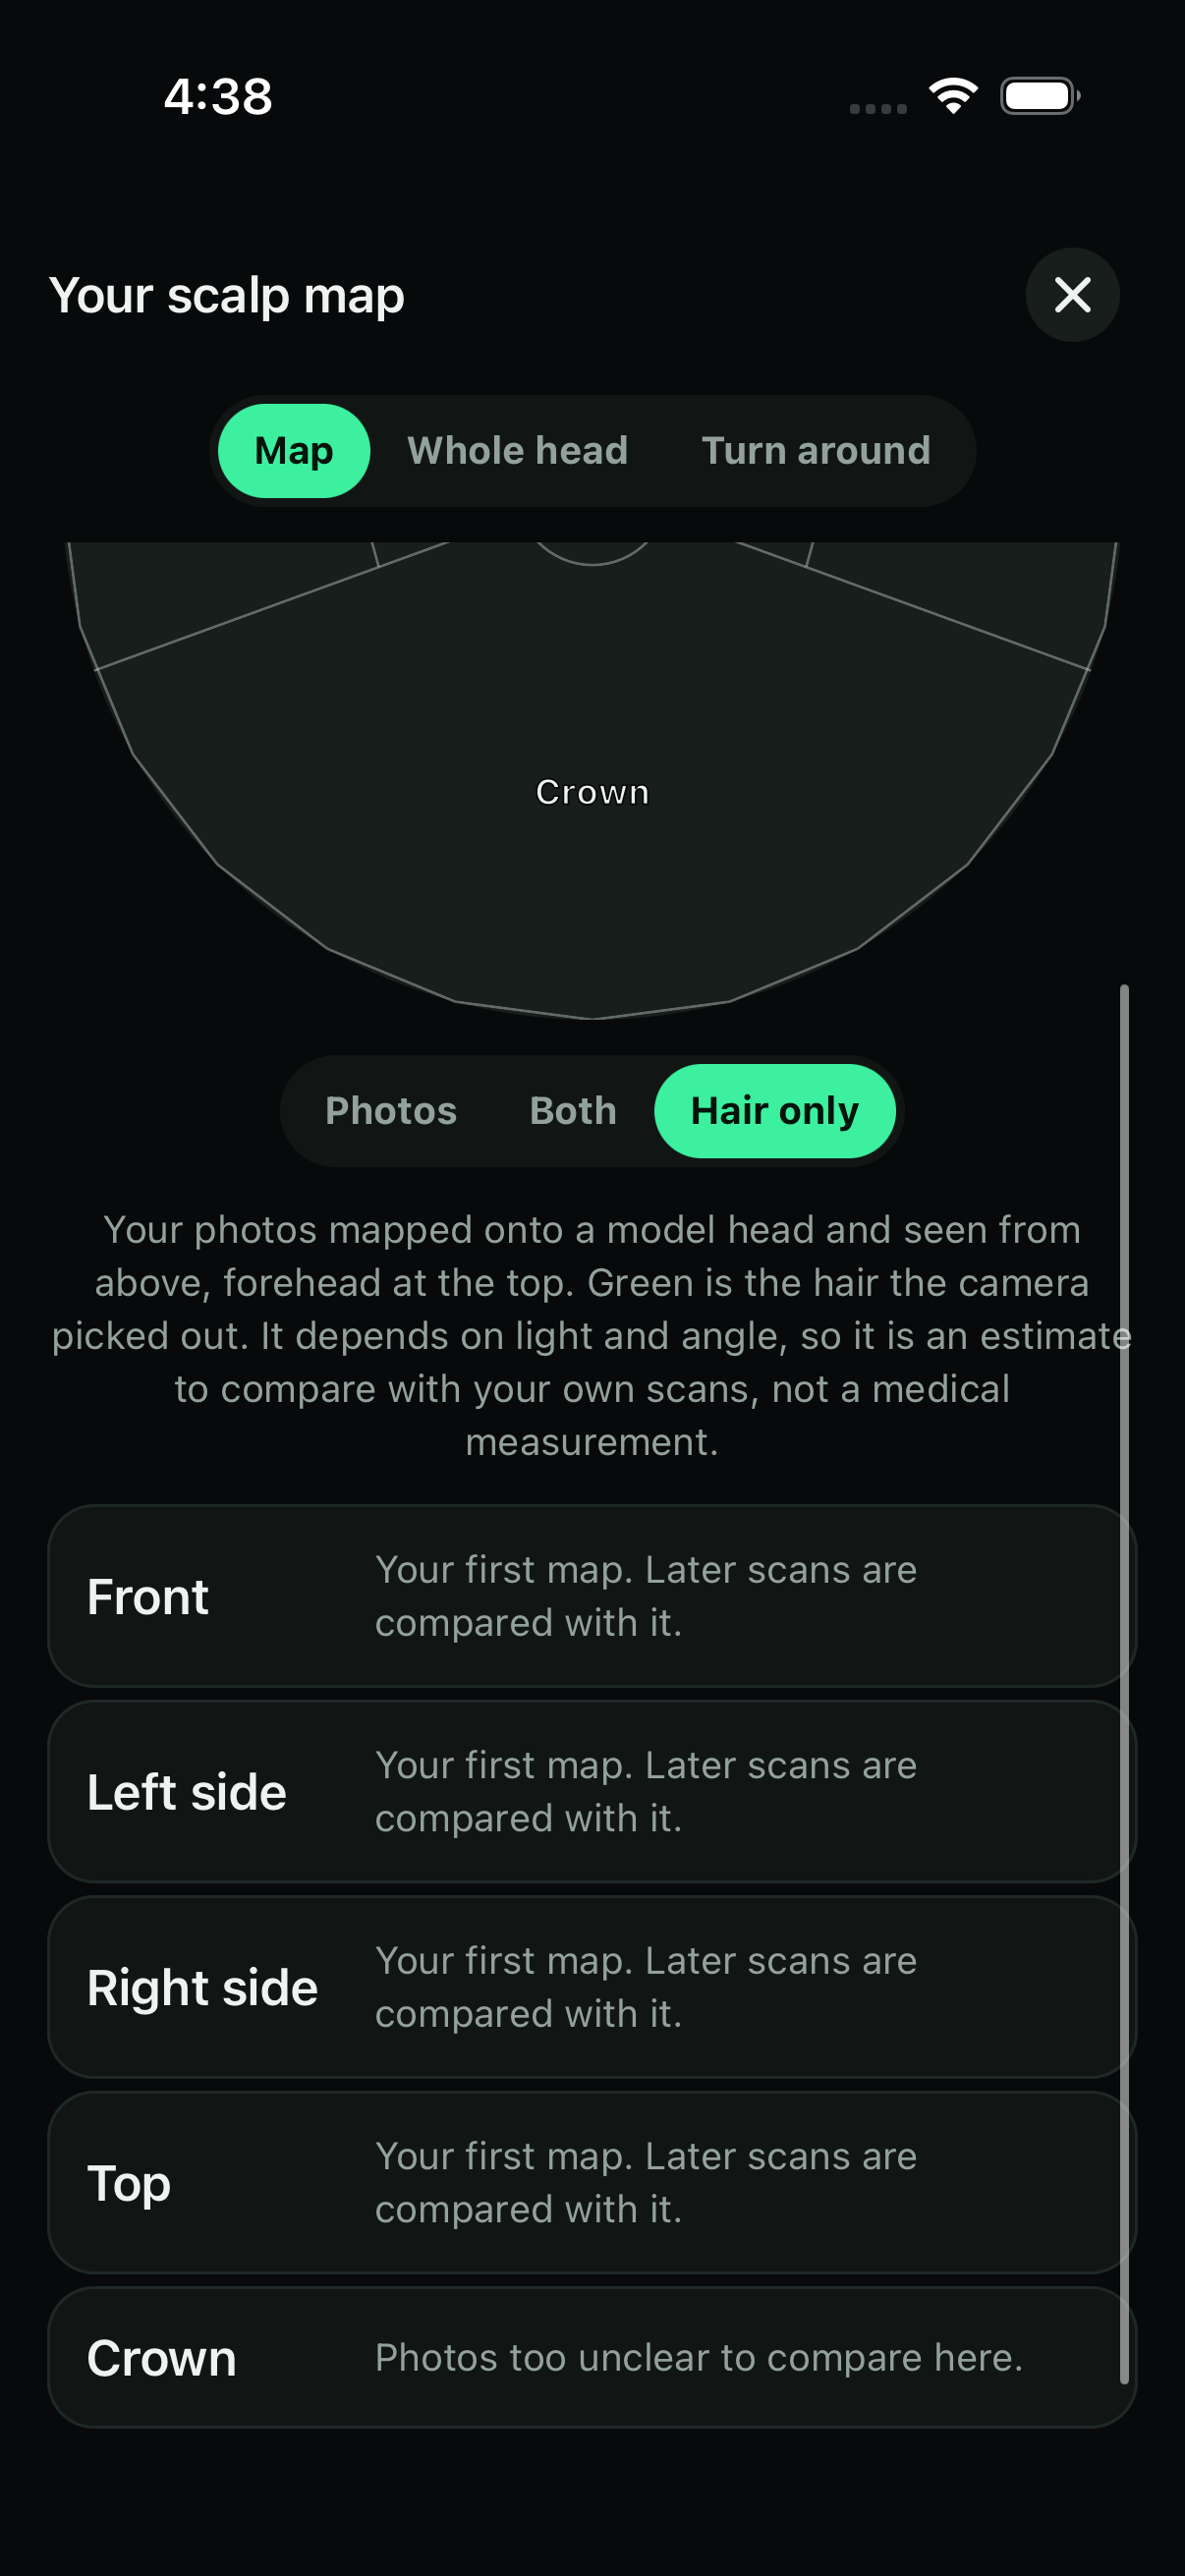 4:38
Your scalp map
Map Whole head Turn around
Crown
Photos Both Hair only
Your photos mapped onto a model head and seen from
above, forehead at the top. Green is the hair the camera
picked out. It depends on light and angle, so it is an estimate
to compare with your own scans, not a medical
measurement.
Front
Your first map. Later scans are
compared with it.
Left side
Your first map. Later scans are
compared with it.
Right side
Your first map. Later scans are
compared with it.
Top
Your first map. Later scans are
compared with it.
Crown
Photos too unclear to compare here.